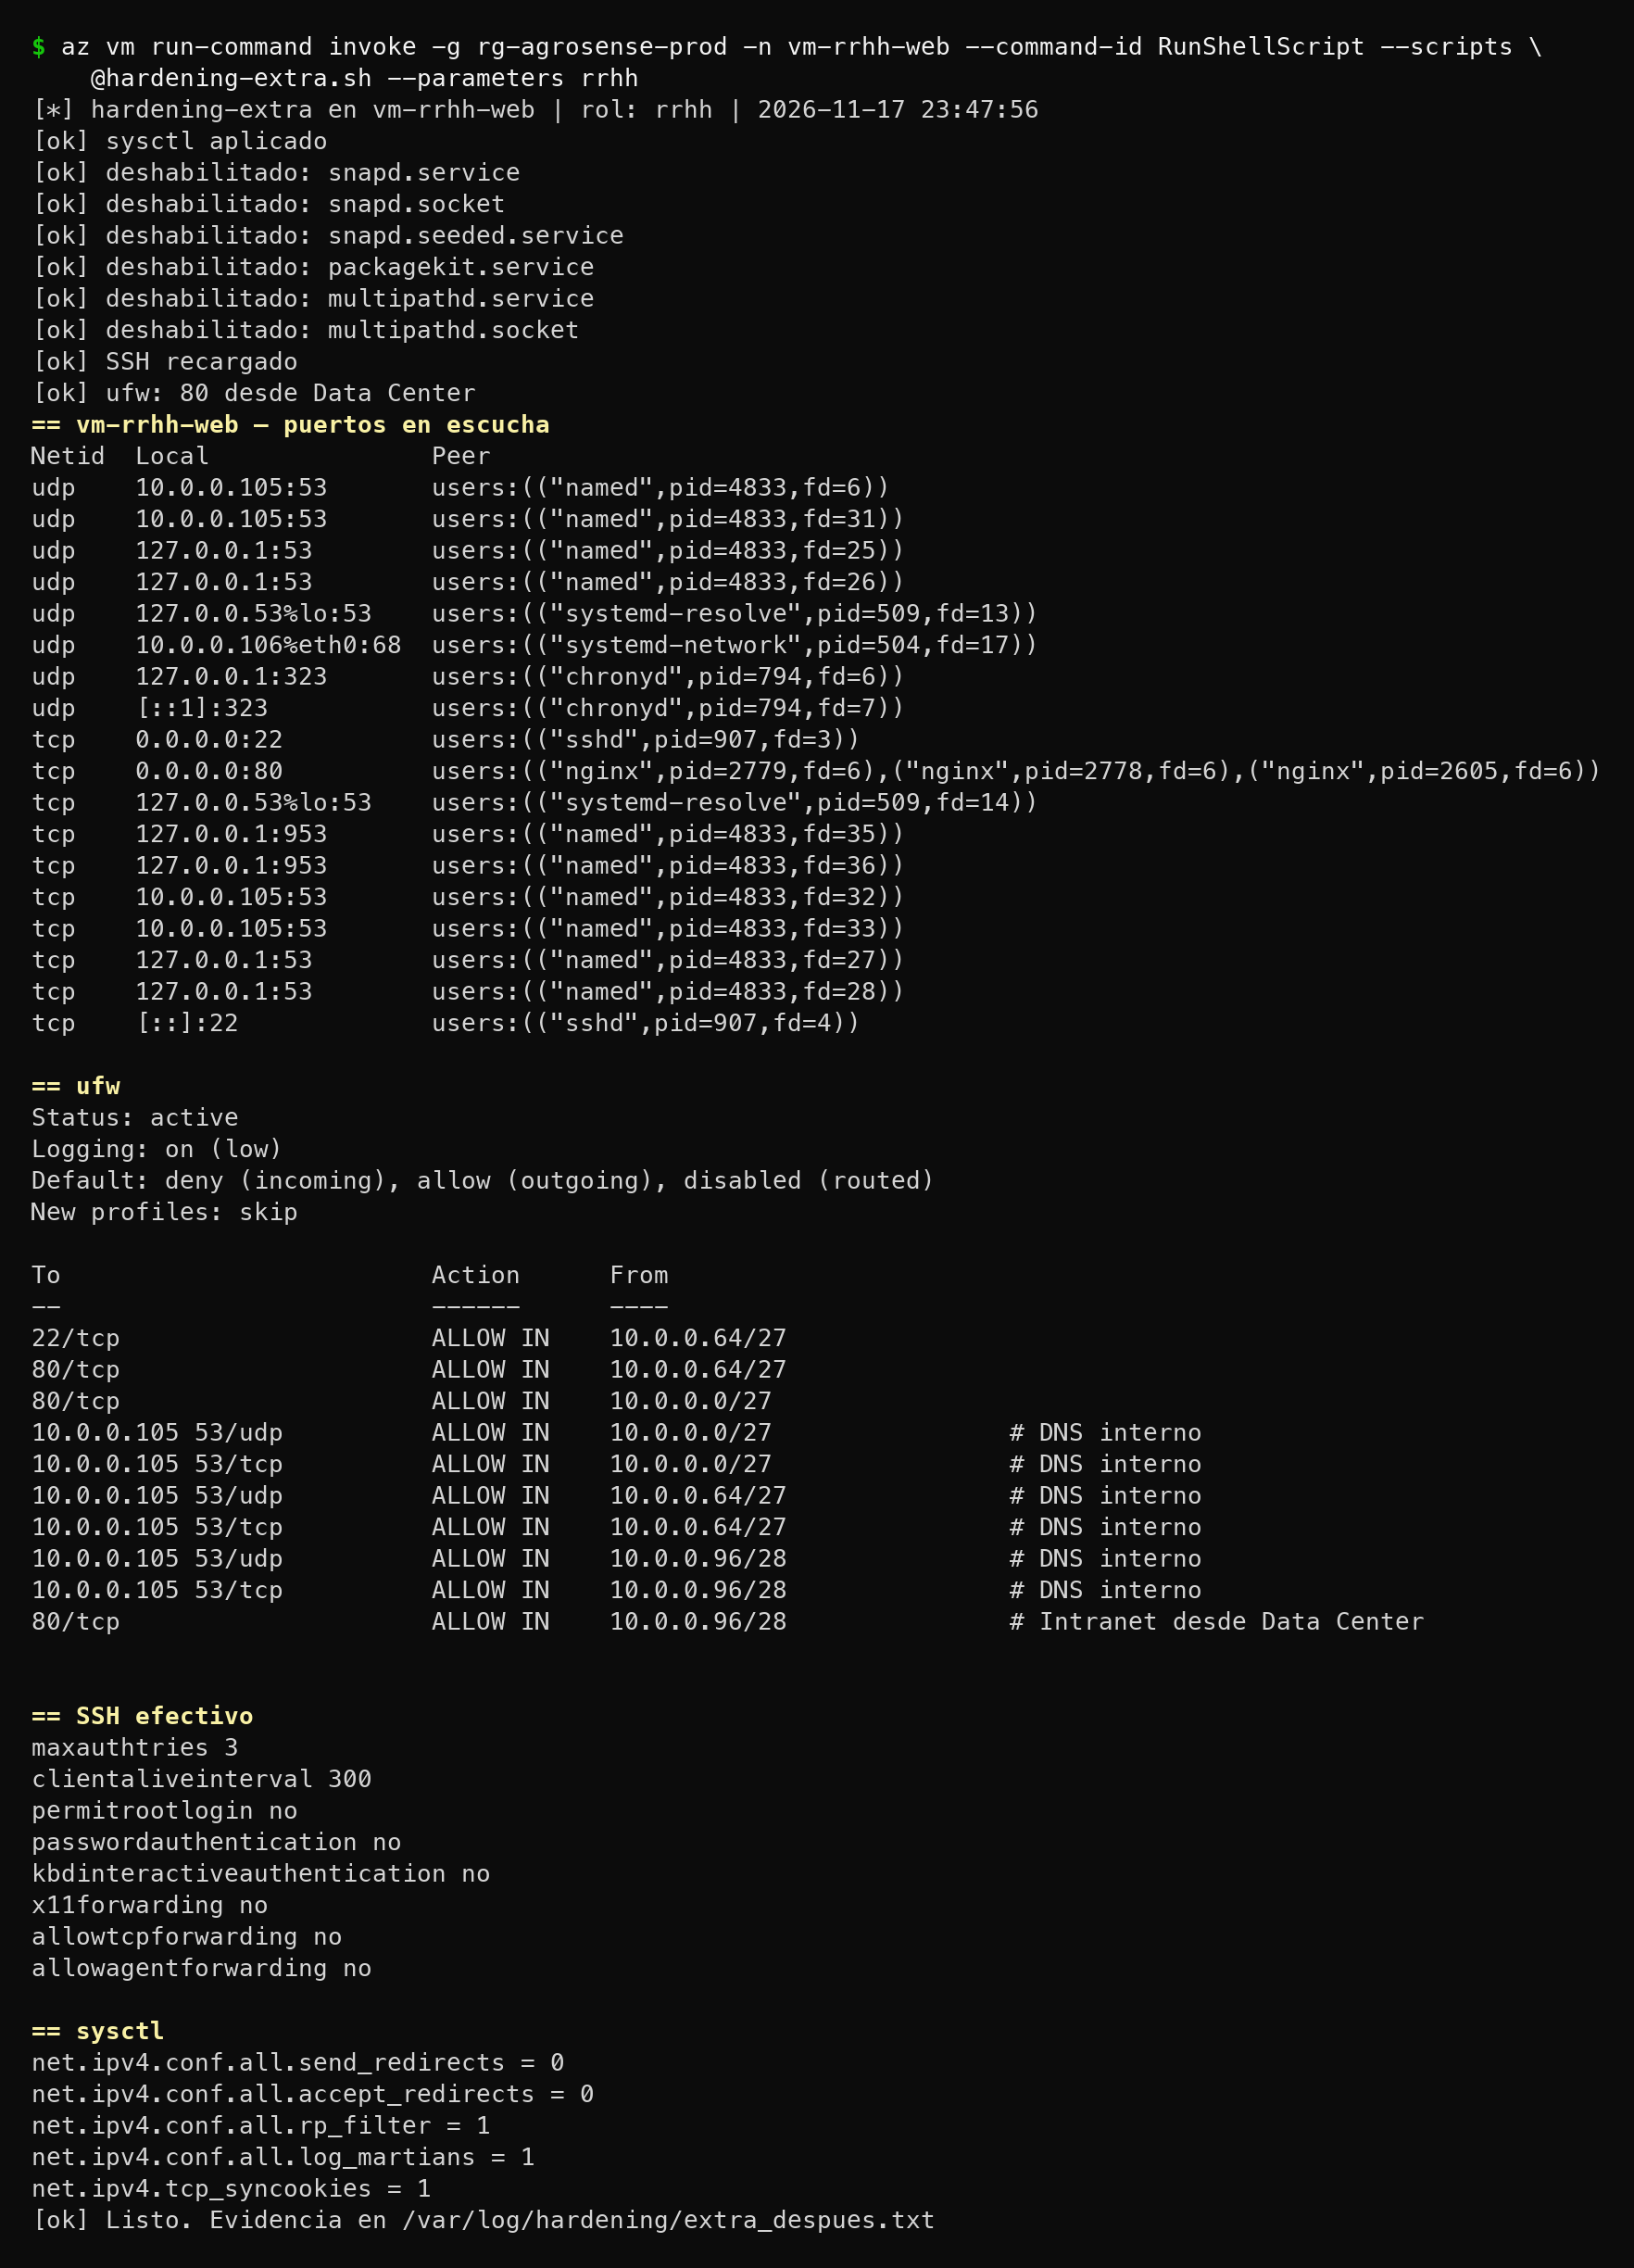 $ az vm run-command invoke -g rg-agrosense-prod -n vm-rrhh-web --command-id RunShellScript --scripts \
@hardening-extra.sh --parameters rrhh
[*] hardening-extra en vm-rrhh-web | rol: rrhh | 2026-11-17 23:47:56
[ok] sysctl aplicado
[ok] deshabilitado: snapd.service
[ok] deshabilitado: snapd.socket
[ok] deshabilitado: snapd.seeded.service
[ok] deshabilitado: packagekit.service
[ok] deshabilitado: multipathd.service
[ok] deshabilitado: multipathd.socket
[ok] SSH recargado
[ok] ufw: 80 desde Data Center
== vm-rrhh-web — puertos en escucha
Netid  Local               Peer
udp    10.0.0.105:53       users:(("named",pid=4833,fd=6))
udp    10.0.0.105:53       users:(("named",pid=4833,fd=31))
udp    127.0.0.1:53        users:(("named",pid=4833,fd=25))
udp    127.0.0.1:53        users:(("named",pid=4833,fd=26))
udp    127.0.0.53%lo:53    users:(("systemd-resolve",pid=509,fd=13))
udp    10.0.0.106%eth0:68  users:(("systemd-network",pid=504,fd=17))
udp    127.0.0.1:323       users:(("chronyd",pid=794,fd=6))
udp    [::1]:323           users:(("chronyd",pid=794,fd=7))
tcp    0.0.0.0:22          users:(("sshd",pid=907,fd=3))
tcp    0.0.0.0:80          users:(("nginx",pid=2779,fd=6),("nginx",pid=2778,fd=6),("nginx",pid=2605,fd=6))
tcp    127.0.0.53%lo:53    users:(("systemd-resolve",pid=509,fd=14))
tcp    127.0.0.1:953       users:(("named",pid=4833,fd=35))
tcp    127.0.0.1:953       users:(("named",pid=4833,fd=36))
tcp    10.0.0.105:53       users:(("named",pid=4833,fd=32))
tcp    10.0.0.105:53       users:(("named",pid=4833,fd=33))
tcp    127.0.0.1:53        users:(("named",pid=4833,fd=27))
tcp    127.0.0.1:53        users:(("named",pid=4833,fd=28))
tcp    [::]:22             users:(("sshd",pid=907,fd=4))
== ufw
Status: active
Logging: on (low)
Default: deny (incoming), allow (outgoing), disabled (routed)
New profiles: skip
To                         Action      From
--                         ------      ----
22/tcp                     ALLOW IN    10.0.0.64/27
80/tcp                     ALLOW IN    10.0.0.64/27
80/tcp                     ALLOW IN    10.0.0.0/27
10.0.0.105 53/udp          ALLOW IN    10.0.0.0/27                # DNS interno
10.0.0.105 53/tcp          ALLOW IN    10.0.0.0/27                # DNS interno
10.0.0.105 53/udp          ALLOW IN    10.0.0.64/27               # DNS interno
10.0.0.105 53/tcp          ALLOW IN    10.0.0.64/27               # DNS interno
10.0.0.105 53/udp          ALLOW IN    10.0.0.96/28               # DNS interno
10.0.0.105 53/tcp          ALLOW IN    10.0.0.96/28               # DNS interno
80/tcp                     ALLOW IN    10.0.0.96/28               # Intranet desde Data Center
== SSH efectivo
maxauthtries 3
clientaliveinterval 300
permitrootlogin no
passwordauthentication no
kbdinteractiveauthentication no
x11forwarding no
allowtcpforwarding no
allowagentforwarding no
== sysctl
net.ipv4.conf.all.send_redirects = 0
net.ipv4.conf.all.accept_redirects = 0
net.ipv4.conf.all.rp_filter = 1
net.ipv4.conf.all.log_martians = 1
net.ipv4.tcp_syncookies = 1
[ok] Listo. Evidencia en /var/log/hardening/extra_despues.txt